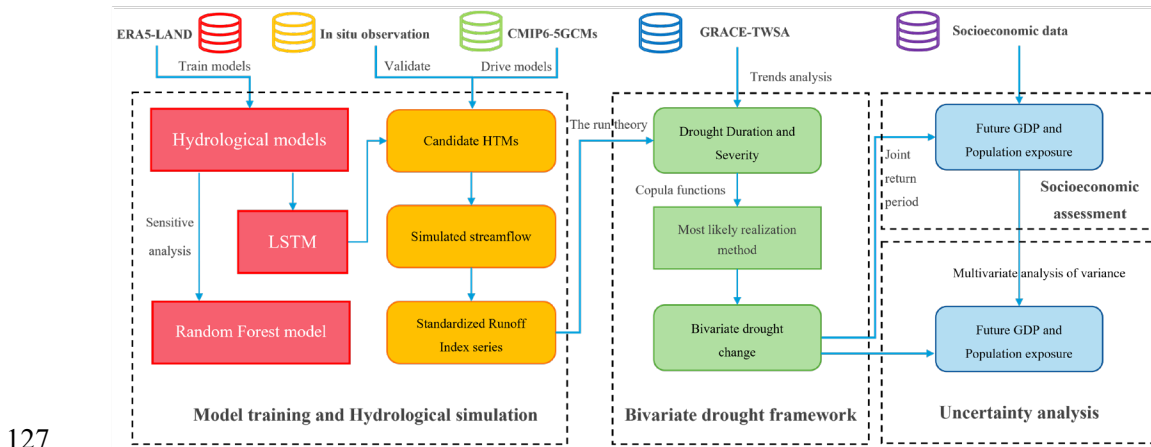 ERA5-LAND
In situ observation
CMIP6-5GCMs
GRACE-TWSA
Socioeconomic data
Train models
Validate
Drive models
Trends analysis
Hydrological models
Candidate HTMs
The run theory
Drought Duration and
Severity
Joint
return
period
Future GDP and
Population exposure
Socioeconomic
assessment
Sensitive
analysis
LSTM
Simulated streamflow
Copula functions
Most likely realization
method
Multivariate analysis of variance
Random Forest model
Standardized Runoff
Index series
Bivariate drought
change
Future GDP and
Population exposure
Model training and Hydrological simulation
Bivariate drought framework
Uncertainty analysis
127